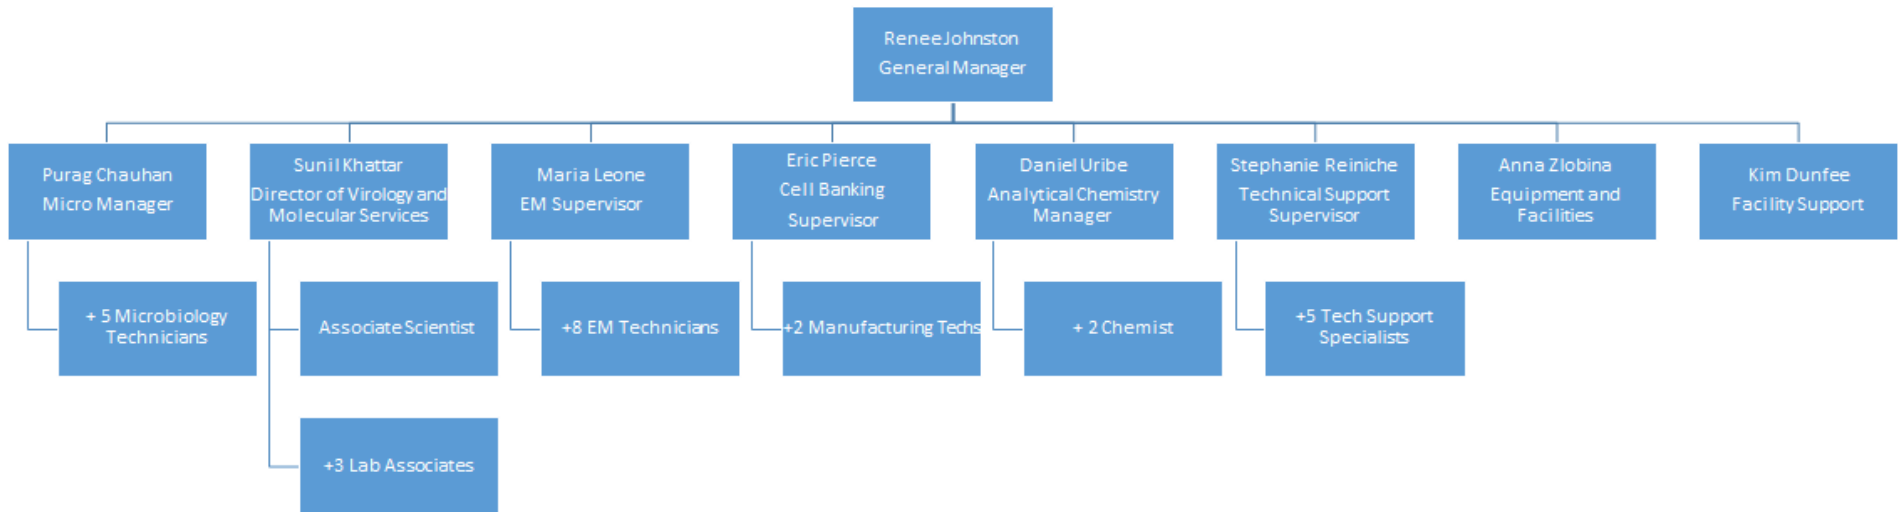 Renee Johnston
General Manager
Purag Chauhan
Micro Manager
Sunil Khattar
Director of Virology and
Molecular Services
Maria Leone
EM Supervisor
Eric Pierce
Cell Banking
Supervisor
Daniel Uribe
Analytical Chemistry
Manager
Stephanie Reiniche
Technical Support
Supervisor
Anna Zlobina
Equipment and
Facilities
Kim Dunfee
Facility Support
+ 5 Microbiology
Technicians
Associate Scientist
+8 EM Technicians
+2 Manufacturing Techs
+ 2 Chemist
+5 Tech Support
Specialists
+3 Lab Associates